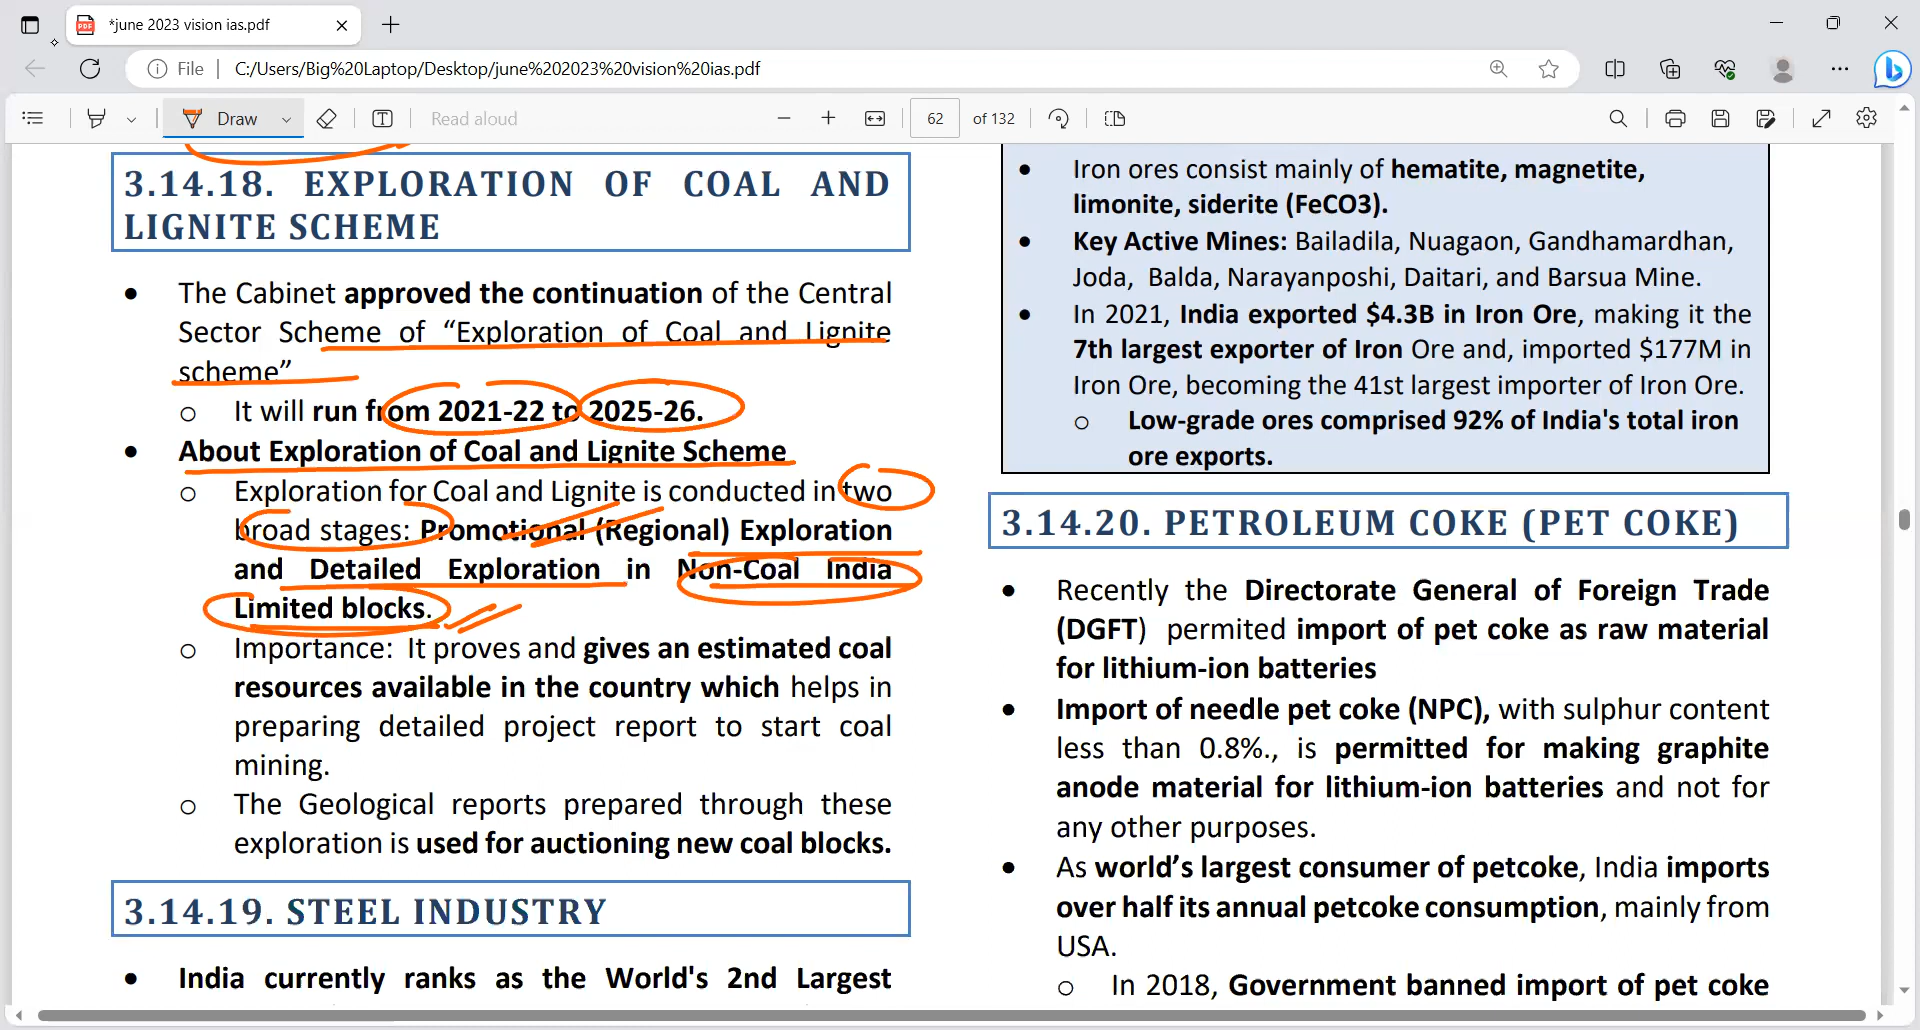 *june 2023 vision ias.pdf
File
C:/Users/Big%20Laptop/Desktop/june%202023%20vision%20ias.pdf
Draw
Read aloud
62
of 132
3.14.18. EXPLORATION OF COAL AND
LIGNITE SCHEME
• The Cabinet approved the continuation of the Central
Sector Scheme of “Exploration of Coal and Lignite
scheme”
o It will run from 2021-22 to 2025-26.
• About Exploration of Coal and Lignite Scheme
o Exploration for Coal and Lignite is conducted in two
broad stages: Promotional (Regional) Exploration
and Detailed Exploration in Non-Coal India
Limited blocks.
o Importance: It proves and gives an estimated coal
resources available in the country which helps in
preparing detailed project report to start coal
mining.
o The Geological reports prepared through these
exploration is used for auctioning new coal blocks.
3.14.19. STEEL INDUSTRY
• India currently ranks as the World's 2nd Largest
• Iron ores consist mainly of hematite, magnetite,
limonite, siderite (FeCO3).
• Key Active Mines: Bailadila, Nuagaon, Gandhamardhan,
Joda, Balda, Narayanposhi, Daitari, and Barsua Mine.
• In 2021, India exported $4.3B in Iron Ore, making it the
7th largest exporter of Iron Ore and, imported $177M in
Iron Ore, becoming the 41st largest importer of Iron Ore.
o Low-grade ores comprised 92% of India's total iron
ore exports.
3.14.20. PETROLEUM COKE (PET COKE)
• Recently the Directorate General of Foreign Trade
(DGFT) permitted import of pet coke as raw material
for lithium-ion batteries
• Import of needle pet coke (NPC), with sulphur content
less than 0.8%., is permitted for making graphite
anode material for lithium-ion batteries and not for
any other purposes.
• As world’s largest consumer of petcoke, India imports
over half its annual petcoke consumption, mainly from
USA.
o In 2018, Government banned import of pet coke